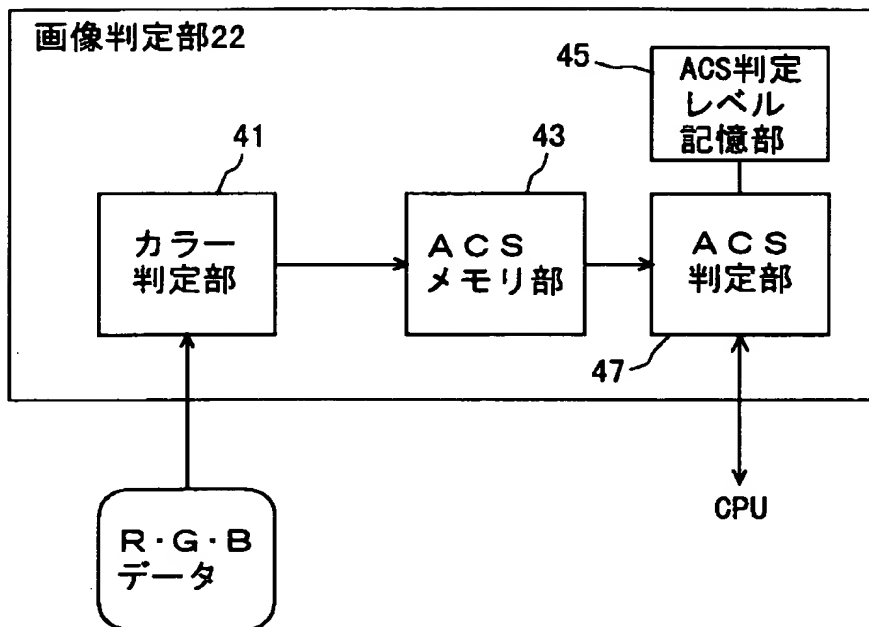 画像判定部22
45
ACS判定
レベル
記憶部
41
43
カラー
判定部
ACS
メモリ部
ACS
判定部
47
CPU
R・G・B
データ